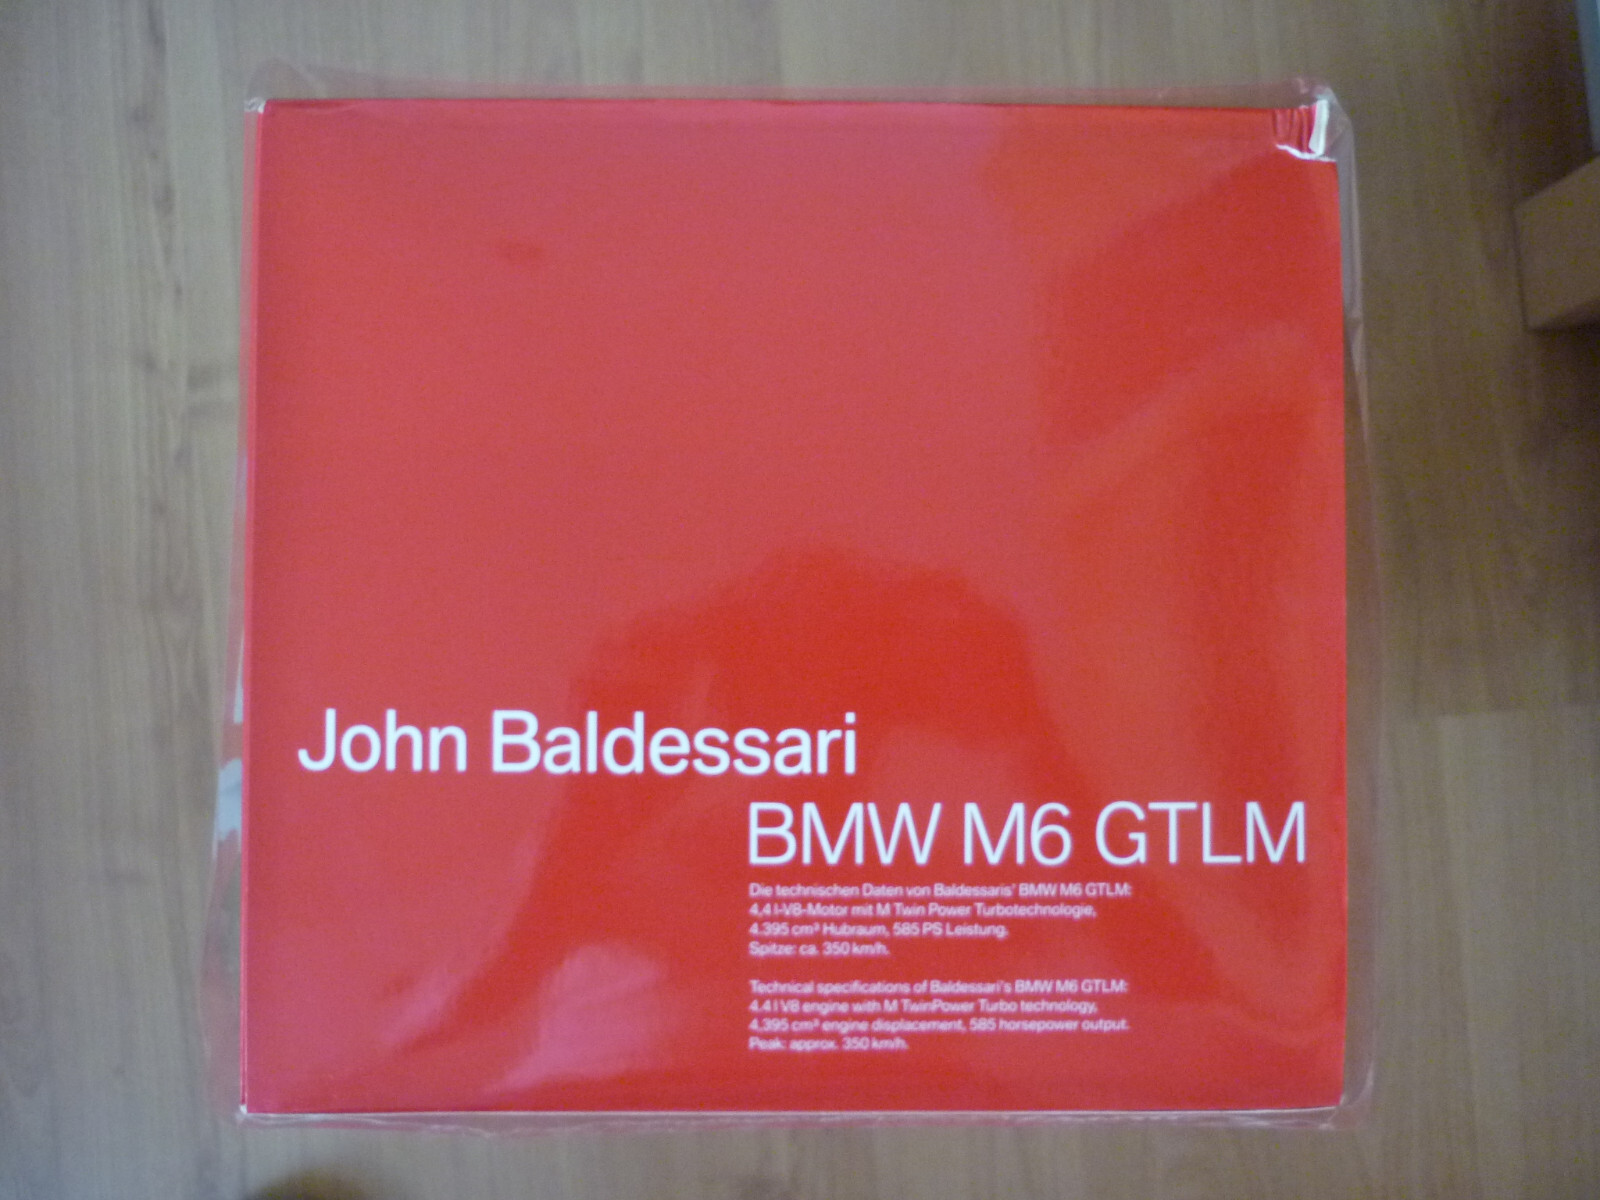 John Baldessari
BMW M6 GTLM
Die technischen Daten von Baldessaris' BMW M6 GTLM:
4,4 l-V8-Motor mit M Twin Power Turbotechnologie,
4.395 cm³ Hubraum, 585 PS Leistung.
Spitze: ca. 350 km/h.
Technical specifications of Baldessari's BMW M6 GTLM:
4.4 l V8 engine with M TwinPower Turbo technology,
4,395 cm³ engine displacement, 585 horsepower output.
Peak: approx. 350 km/h.